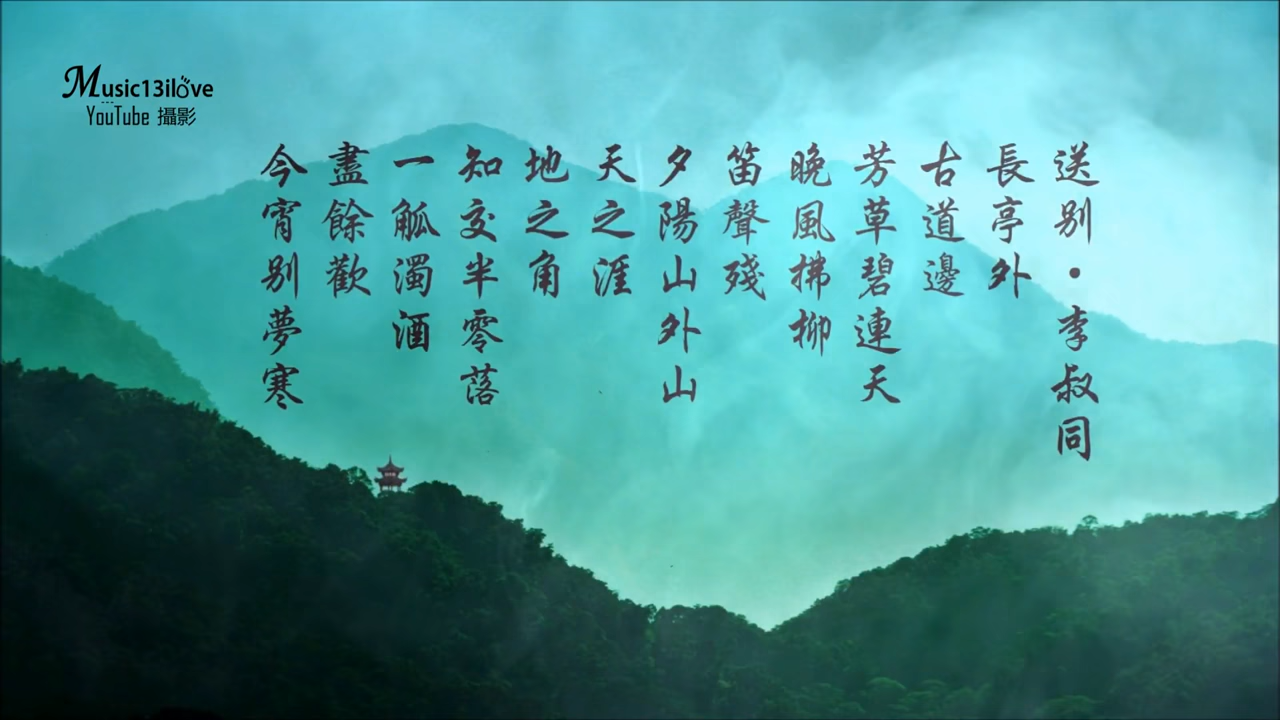 Music13ilove
YouTube 攝影
送別·李叔同
長亭外
古道邊
芳草碧連天
晚風拂柳
笛聲殘
夕陽山外山
天之涯
地之角
知交半零落
一觚濁酒
盡餘歡
今宵別夢寒